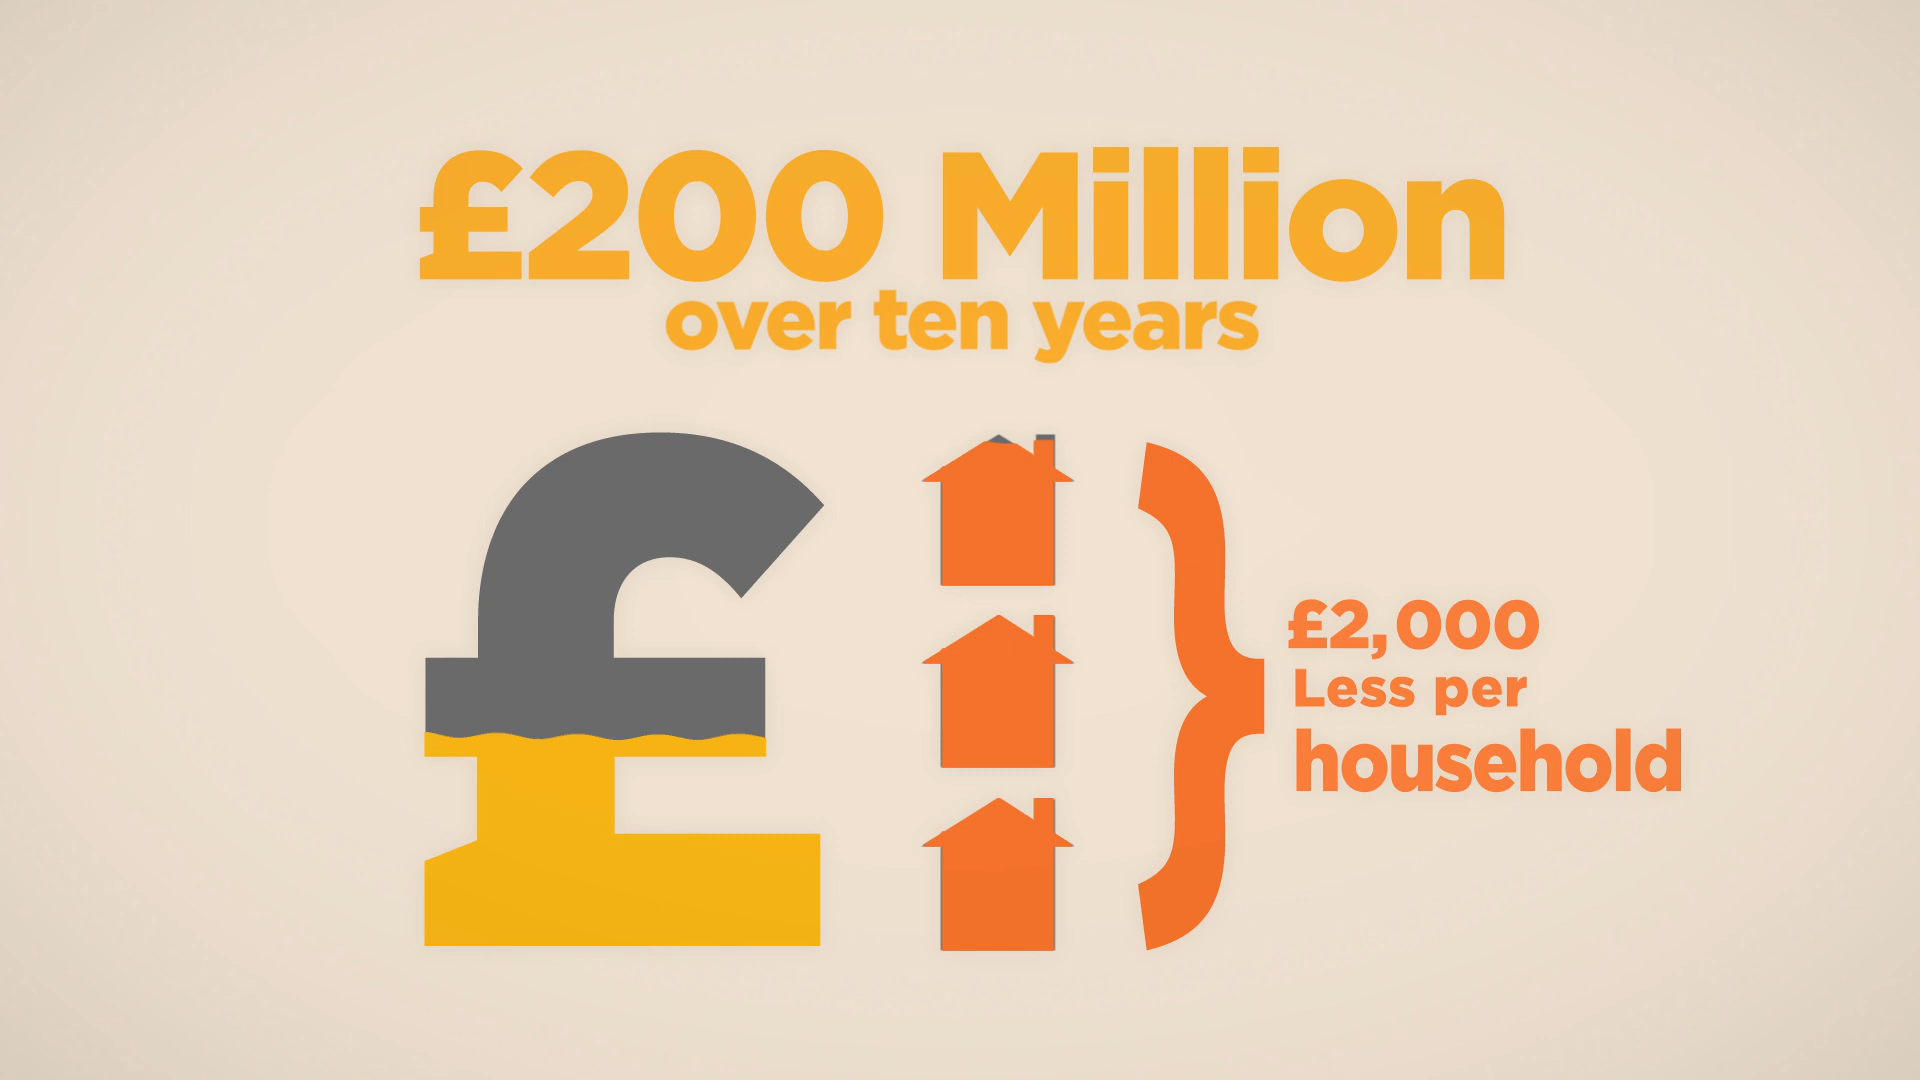 £200 Million
over ten years
£
£2,000
Less per
household